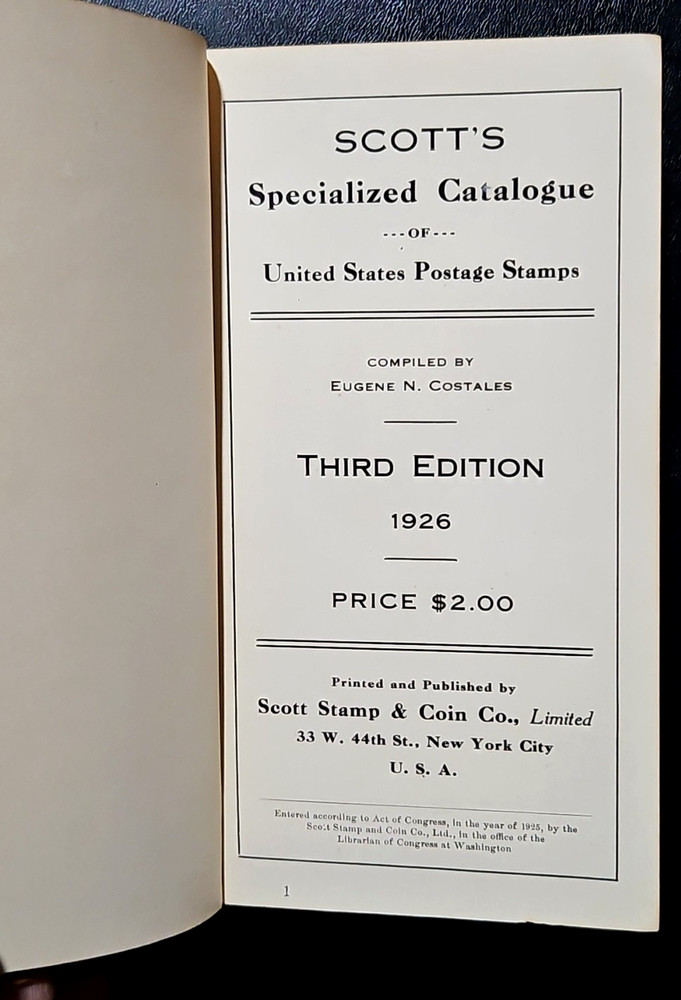 SCOTT'S
Specialized Catalogue
---OF---
United States Postage Stamps
COMPILED BY
EUGENE N. COSTALES
THIRD EDITION
1926
PRICE $2.00
Printed and Published by
Scott Stamp & Coin Co., Limited
33 W. 44th St., New York City
U. S. A.
Entered according to Act of Congress, in the year of 1925, by the
Scott Stamp and Coin Co., Ltd., in the office of the
Librarian of Congress at Washington
1